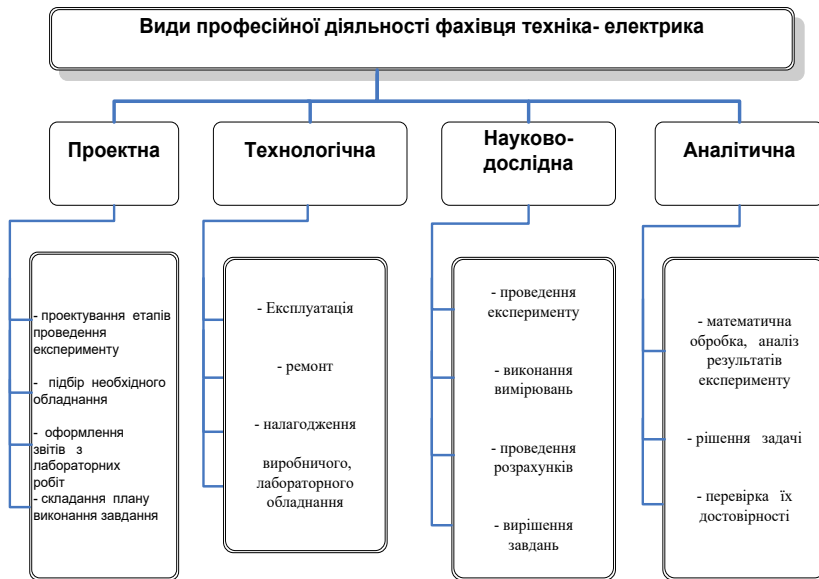 Види професійної діяльності фахівця техніка- електрика
Проектна
Технологічна
Науково-
дослідна
Аналітична
- проектування етапів
проведення
експерименту
- підбір необхідного
обладнання
- оформлення
звітів з
лабораторних
робіт
- складання плану
виконання завдання
- Експлуатація
- ремонт
- налагодження
виробничого,
лабораторного
обладнання
- проведення
експерименту
- виконання
вимірювань
- проведення
розрахунків
- вирішення
завдань
- математична
обробка, аналіз
результатів
експерименту
- рішення задачі
- перевірка їх
достовірності